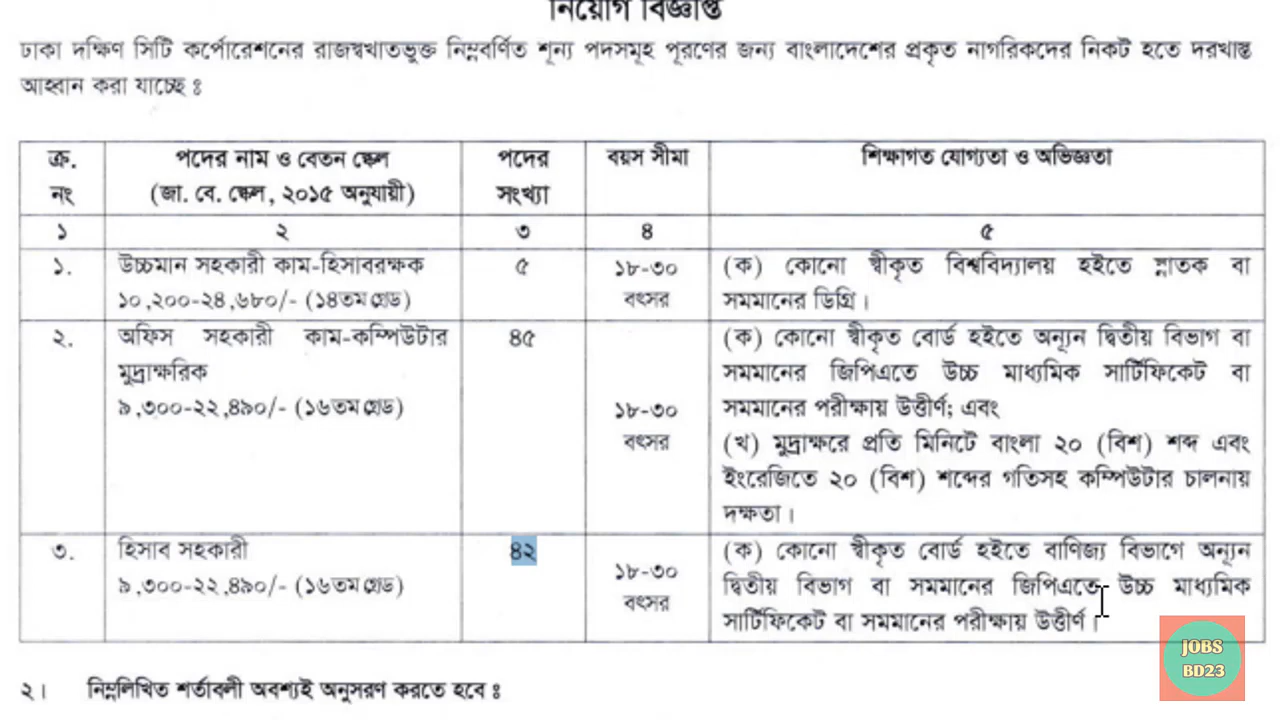 নিয়োগ বিজ্ঞপ্তি
ঢাকা দক্ষিণ সিটি কর্পোরেশনের রাজস্বখাতভুক্ত নিম্নবর্ণিত শূন্য পদসমূহ পূরণের জন্য বাংলাদেশের প্রকৃত নাগরিকদের নিকট হতে দরখাস্ত
আহ্বান করা যাচ্ছে ঃ
ক্র. নং
পদের নাম ও বেতন স্কেল
(জা. বে. স্কেল, ২০১৫ অনুযায়ী)
পদের
সংখ্যা
বয়স সীমা
শিক্ষাগত যোগ্যতা ও অভিজ্ঞতা
১ ২ ৩ ৪ ৫
১.
উচ্চমান সহকারী কাম-হিসাবরক্ষক
১০,২০০-২৪,৬৮০/- (১৪তম গ্রেড)
৫
১৮-৩০
বৎসর
(ক) কোনো স্বীকৃত বিশ্ববিদ্যালয় হইতে স্নাতক বা
সমমানের ডিগ্রি।
২.
অফিস সহকারী কাম-কম্পিউটার
মুদ্রাক্ষরিক
৯,৩০০-২২,৪৯০/- (১৬তম গ্রেড)
৪৫
১৮-৩০
বৎসর
(ক) কোনো স্বীকৃত বোর্ড হইতে অন্যূন দ্বিতীয় বিভাগ বা
সমমানের জিপিএতে উচ্চ মাধ্যমিক সার্টিফিকেট বা
সমমানের পরীক্ষায় উত্তীর্ণ; এবং
(খ) মুদ্রাক্ষরে প্রতি মিনিটে বাংলা ২০ (বিশ) শব্দ এবং
ইংরেজিতে ২০ (বিশ) শব্দের গতিসহ কম্পিউটার চালনায়
দক্ষতা।
৩.
হিসাব সহকারী
৯,৩০০-২২,৪৯০/- (১৬তম গ্রেড)
৪২
১৮-৩০
বৎসর
(ক) কোনো স্বীকৃত বোর্ড হইতে বাণিজ্য বিভাগে অন্যূন
দ্বিতীয় বিভাগ বা সমমানের জিপিএতে উচ্চ মাধ্যমিক
সার্টিফিকেট বা সমমানের পরীক্ষায় উত্তীর্ণ।
JOBS
BD23
২। নিম্নলিখিত শর্তাবলী অবশ্যই অনুসরণ করতে হবে ঃ